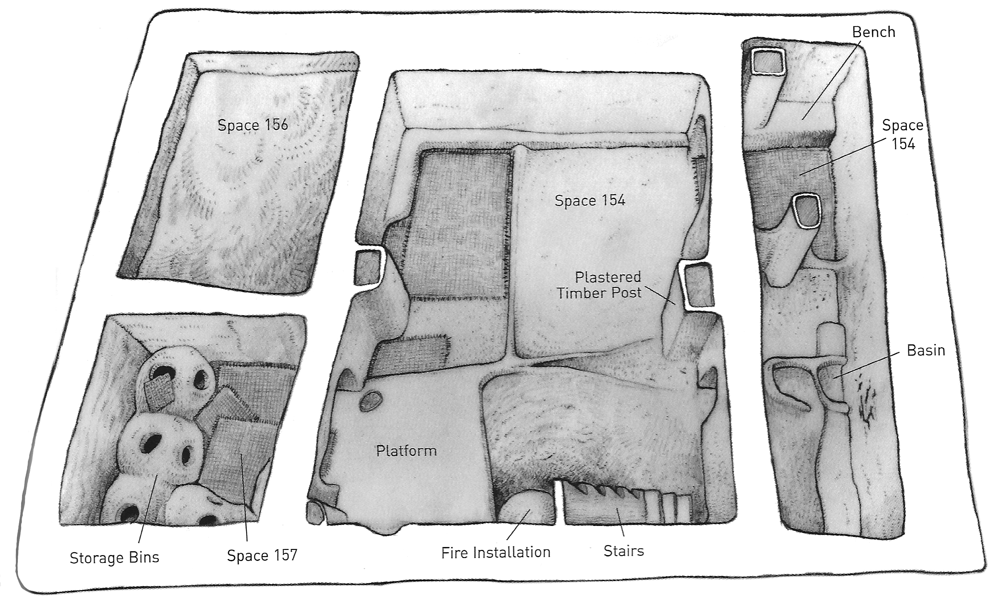 Bench
Space 156
Space
154
Space 154
Plastered
Timber Post
Basin
Platform
Storage Bins
Space 157
Fire Installation
Stairs